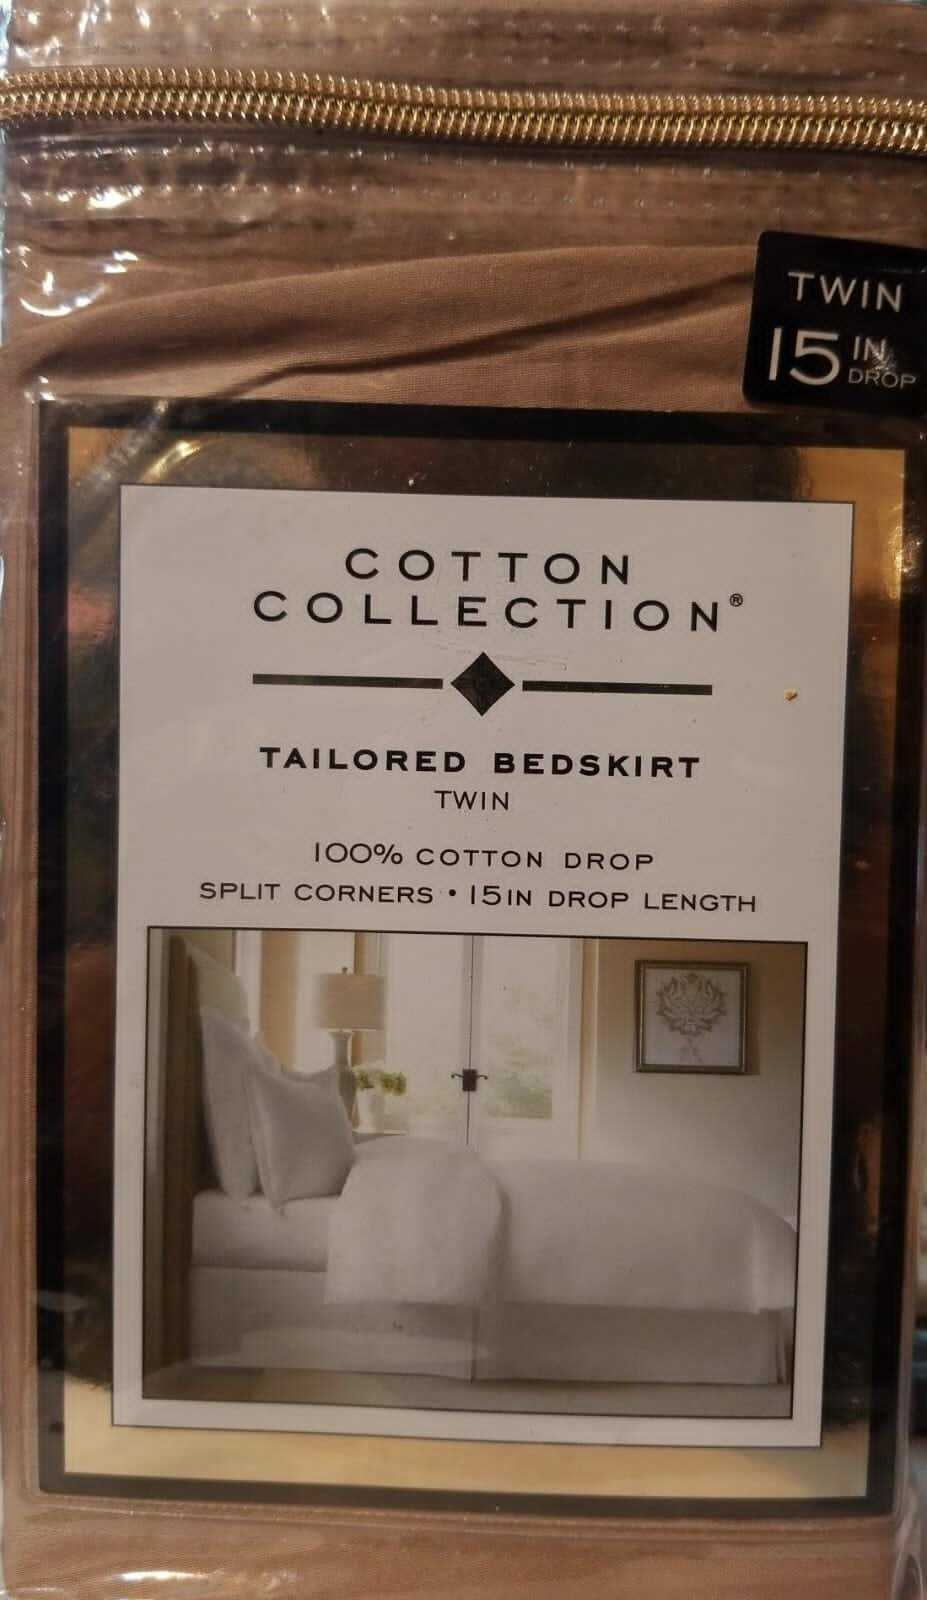 TWIN
15 IN
DROP
COTTON
COLLECTION®
TAILORED BEDSKIRT
TWIN
100% COTTON DROP
SPLIT CORNERS • 15IN DROP LENGTH